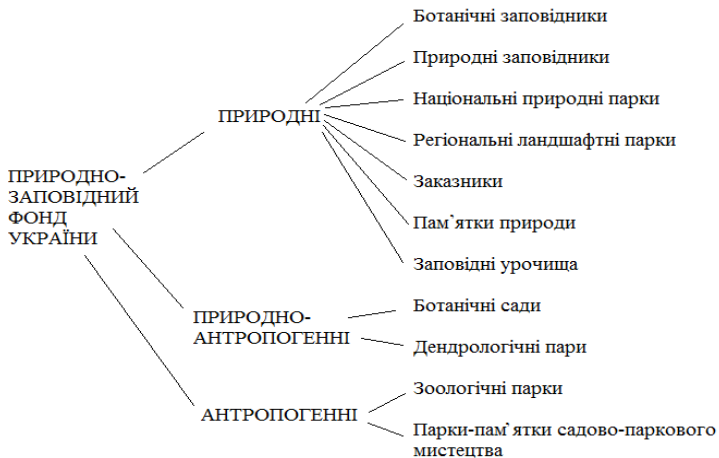 ПРИРОДНО-
ЗАПОВІДНИЙ
ФОНД
УКРАЇНИ
ПРИРОДНІ
Ботанічні заповідники
Природні заповідники
Національні природні парки
Регіональні ландшафтні парки
Заказники
Пам`ятки природи
Заповідні урочища
ПРИРОДНО-
АНТРОПОГЕННІ
Ботанічні сади
Дендрологічні пари
АНТРОПОГЕННІ
Зоологічні парки
Парки-пам`ятки садово-паркового
мистецтва